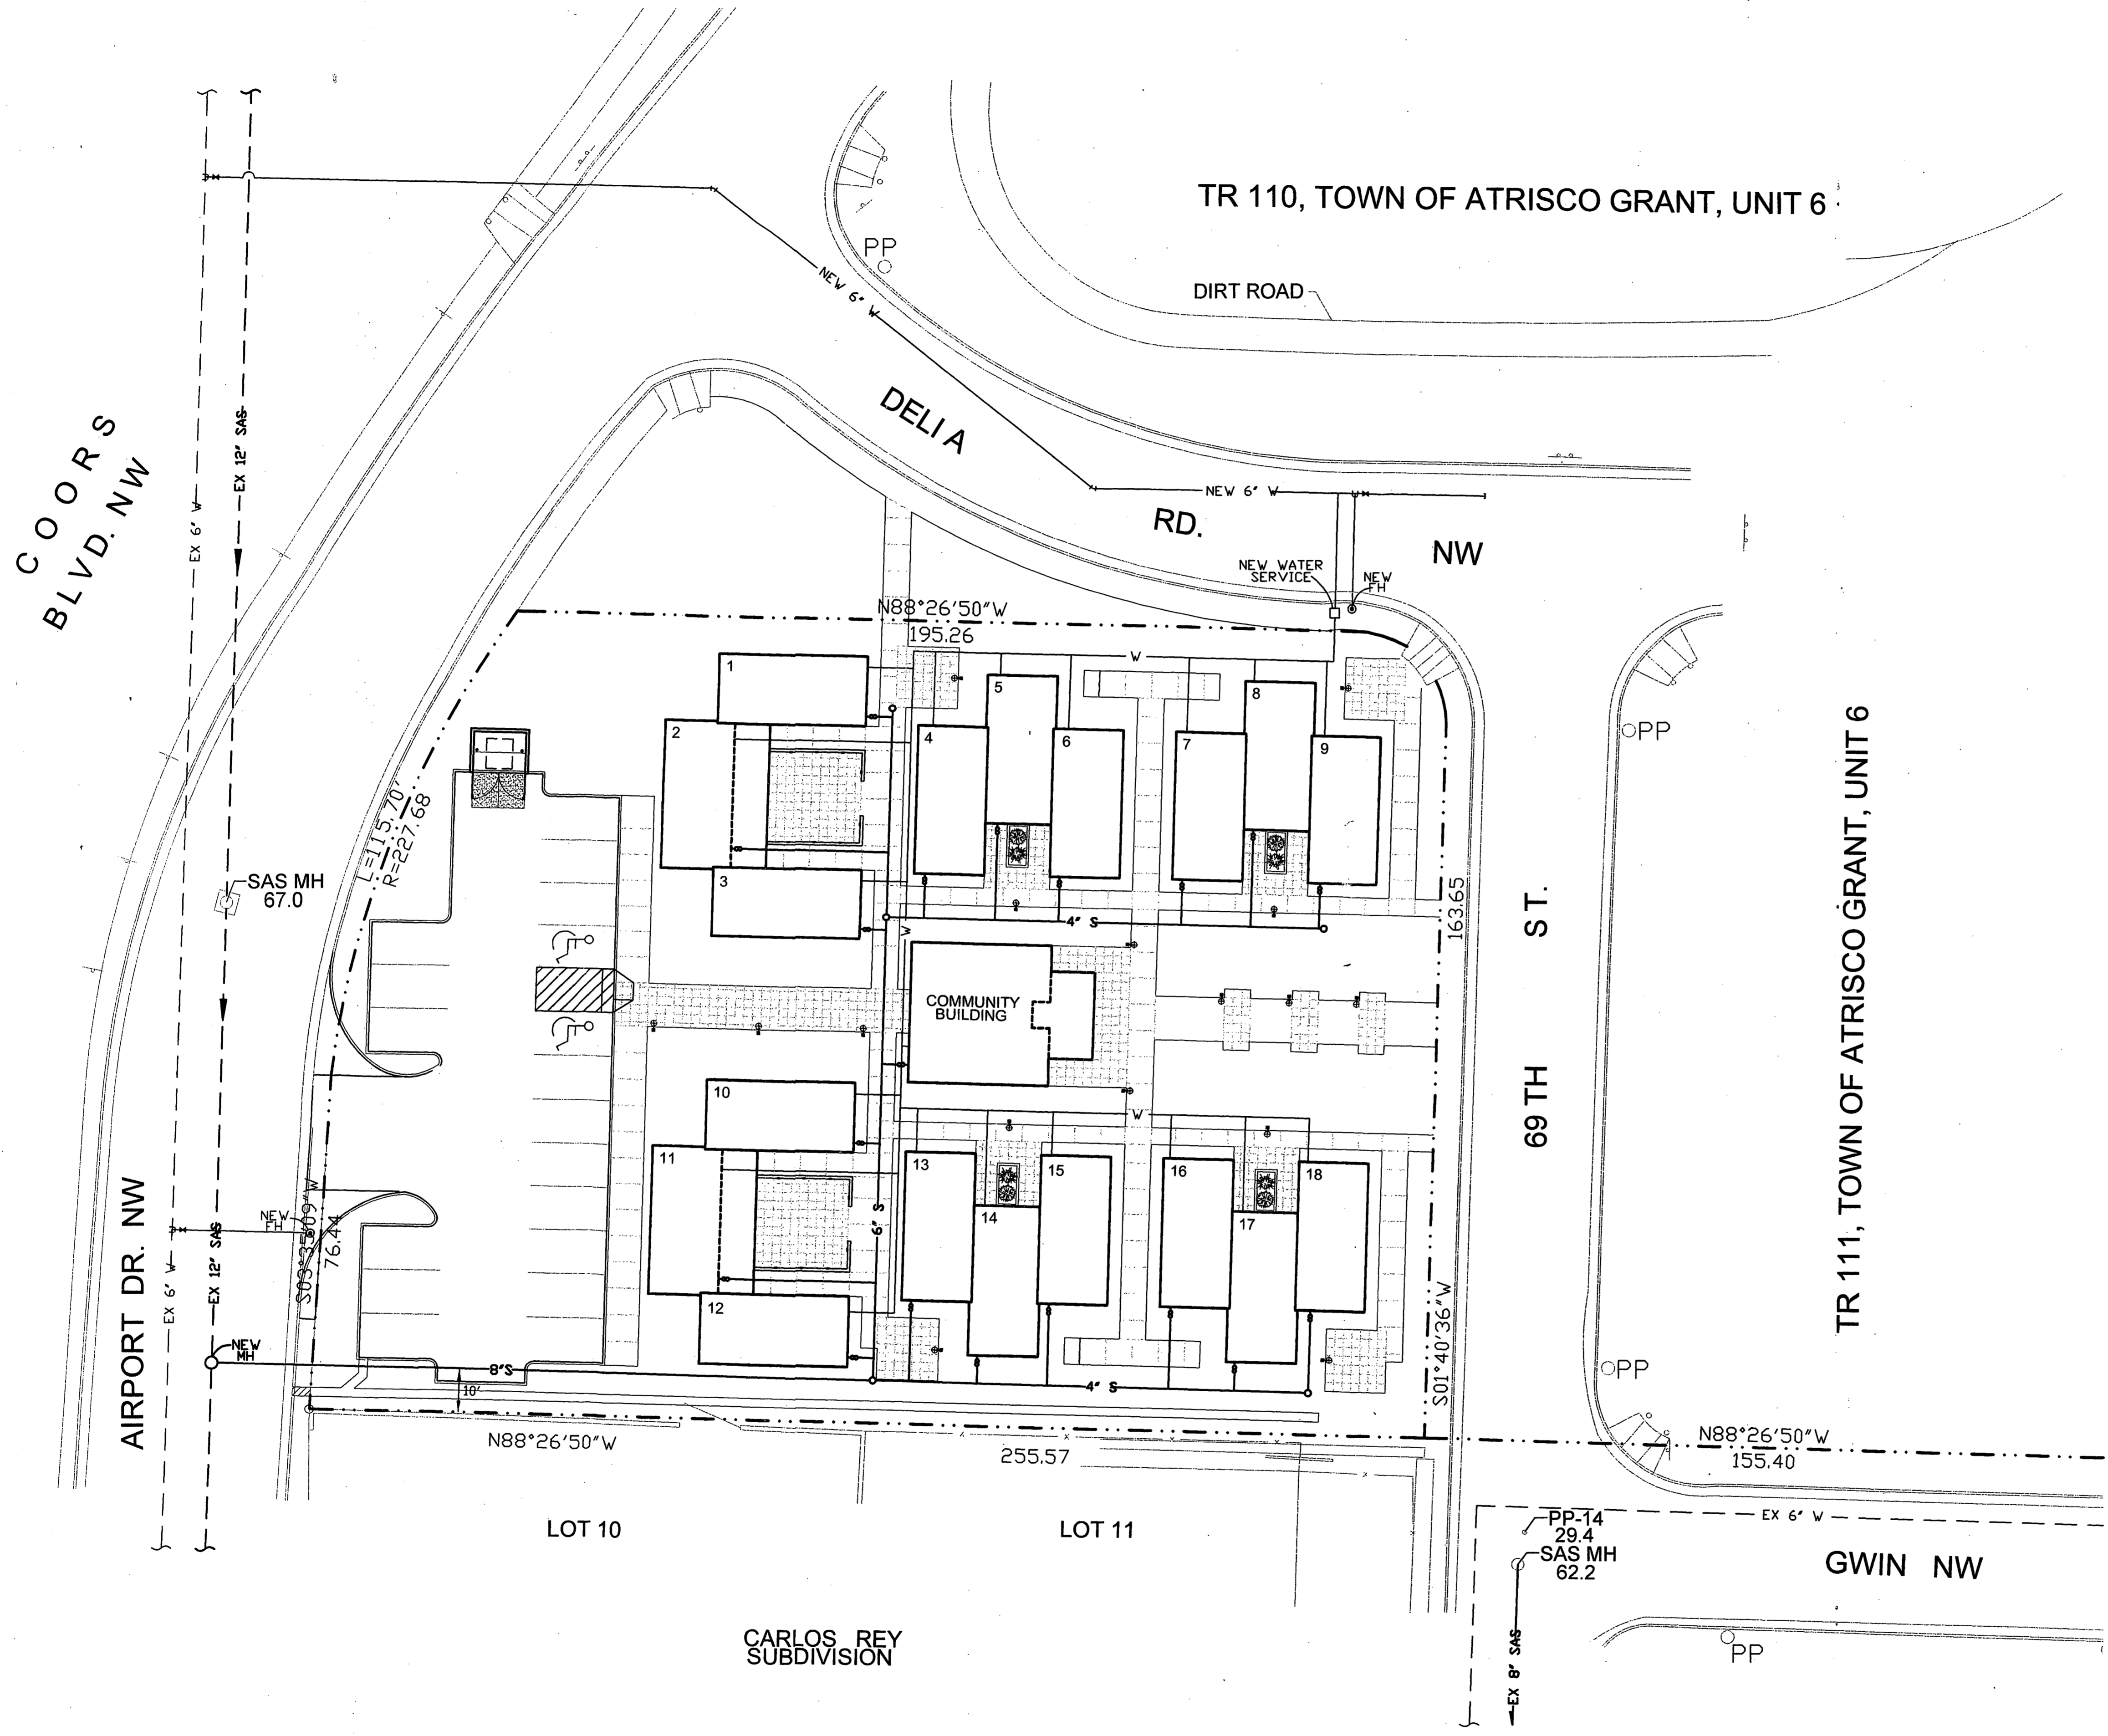 TR 110, TOWN OF ATRISCO GRANT, UNIT 6
PP
DIRT ROAD
NEW 6" W
DELIA
RD.
NW
COORS
BLVD. NW
EX 12" SAS
EX 6" W
NEW 6" W
NEW WATER
SERVICE
NEW
FH
N88°26'50"W
195.26
W
1
2
3
4
5
6
7
8
9
PP
L=115.70'
R=227.68
SAS MH
67.0
163.65
4" S
W
COMMUNITY
BUILDING
69TH ST.
TR 111, TOWN OF ATRISCO GRANT, UNIT 6
10
11
12
W
13
14
15
16
17
18
6" S
AIRPORT DR. NW
EX 6" W
EX 12" SAS
NEW
FH
W
76.44
NEW
MH
8"S
10'
4" S
S01°40'36"W
PP
N88°26'50"W
255.57
N88°26'50"W
155.40
LOT 10
LOT 11
PP-14
29.4
SAS MH
62.2
EX 6" W
GWIN NW
CARLOS REY
SUBDIVISION
EX 8" SAS
PP